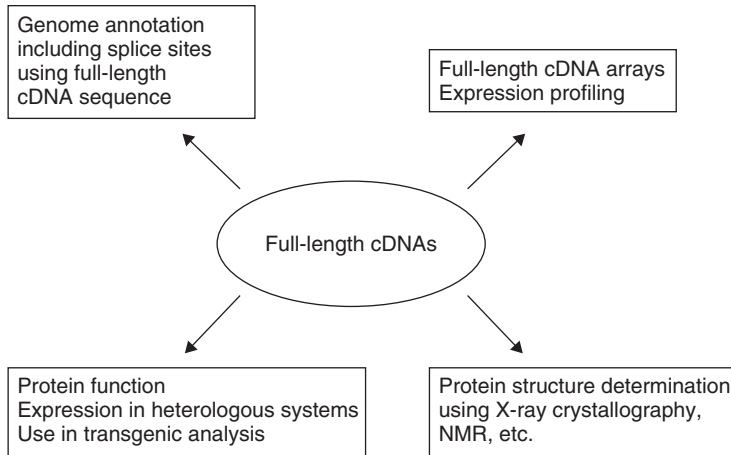 Genome annotation
including splice sites
using full-length
cDNA sequence
Full-length cDNA arrays
Expression profiling
Full-length cDNAs
Protein function
Expression in heterologous systems
Use in transgenic analysis
Protein structure determination
using X-ray crystallography,
NMR, etc.